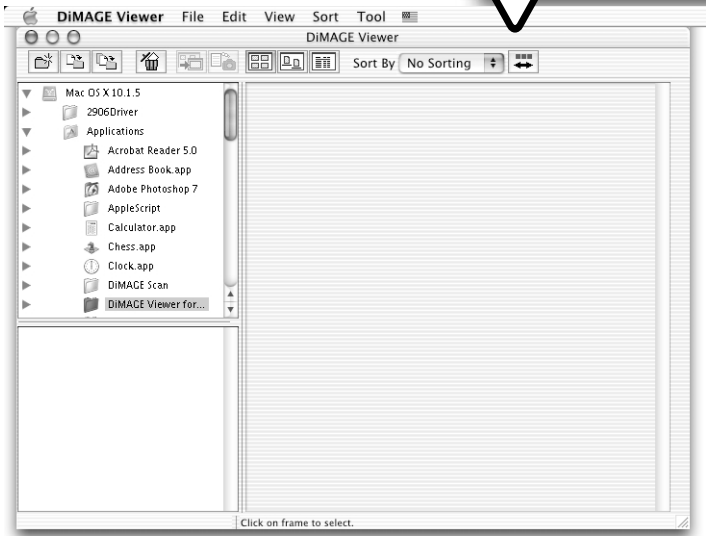 DiMAGE Viewer File Edit View Sort Tool
DiMAGE Viewer
Sort By No Sorting
Mac OS X 10.1.5
2906Driver
Applications
Acrobat Reader 5.0
Address Book.app
Adobe Photoshop 7
AppleScript
Calculator.app
Chess.app
Clock.app
DiMAGE Scan
DiMAGE Viewer for...
Click on frame to select.